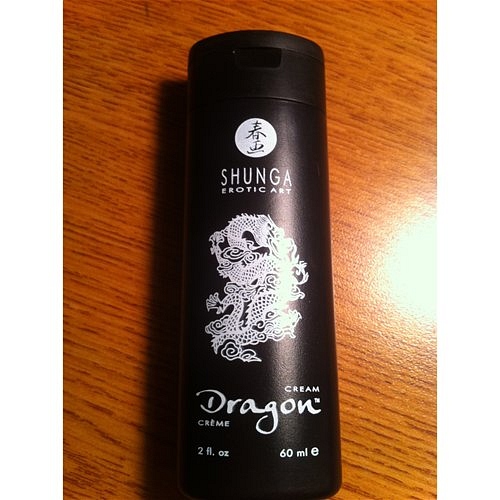 春画
SHUNGA
EROTIC ART
CREAM
Dragon™
CRÈME
2 fl. oz 60 ml e